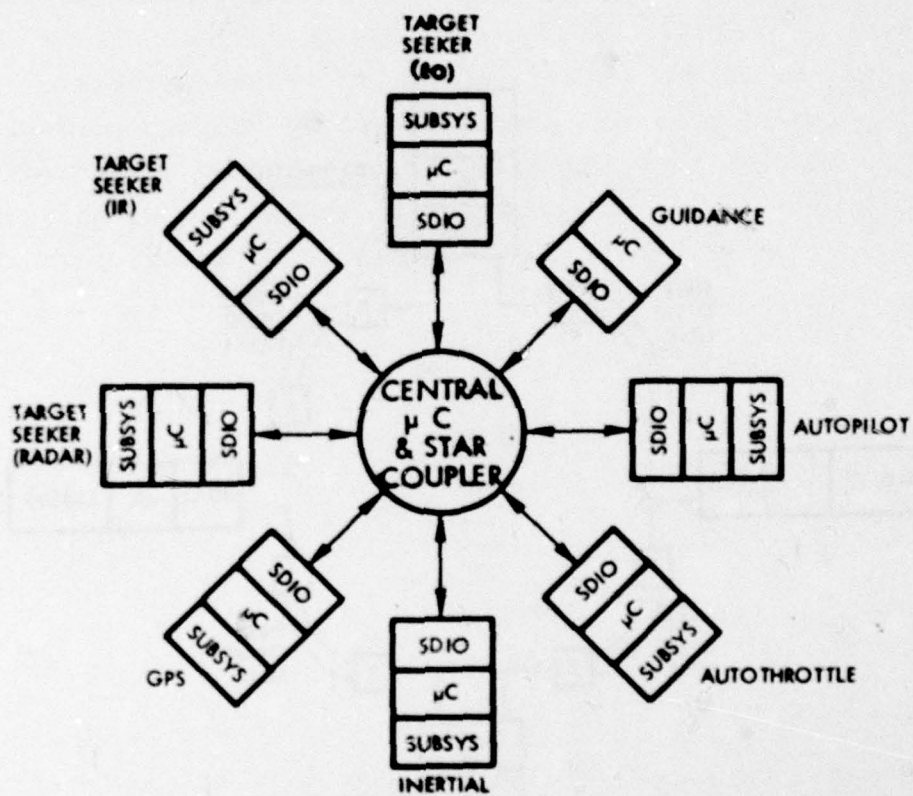 TARGET
SEEKER
(EO)
SUBSYS
μC
SDIO
TARGET
SEEKER
(IR)
SUBSYS
μC
SDIO
GUIDANCE
μC
SDIO
CENTRAL
μ C
& STAR
COUPLER
TARGET
SEEKER
(RADAR)
SUBSYS
μC
SDIO
SDIO
μC
SUBSYS
AUTOPILOT
SDIO
μC
SUBSYS
GPS
SDIO
μC
SUBSYS
INERTIAL
SDIO
μC
SUBSYS
AUTOTHROTTLE